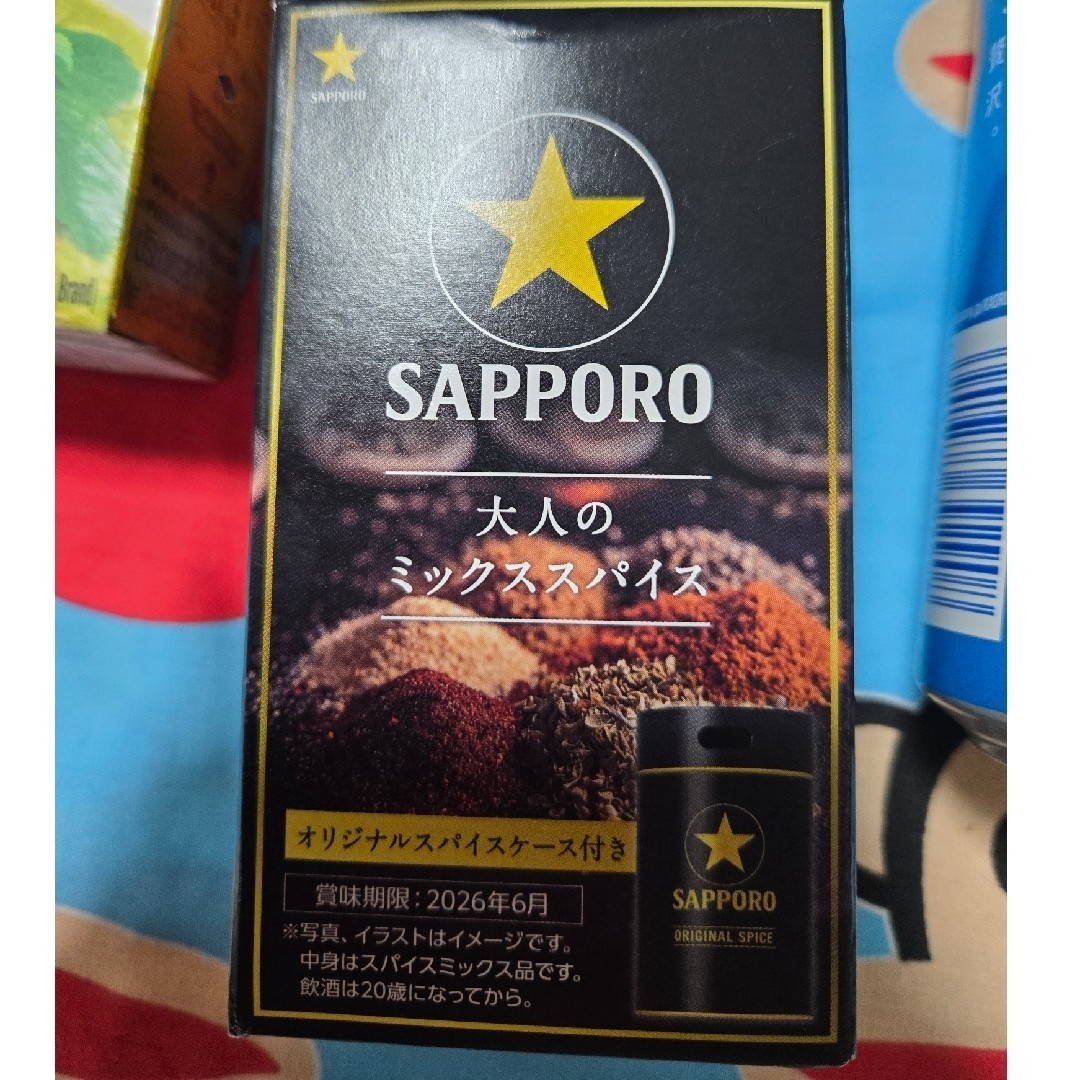 SAPPORO
SAPPORO
大人の
ミックススパイス
オリジナルスパイスケース付き
賞味期限：2026年6月
※写真、イラストはイメージです。
中身はスパイスミックス品です。
飲酒は20歳になってから。
SAPPORO
ORIGINAL SPICE
Brand
沢。